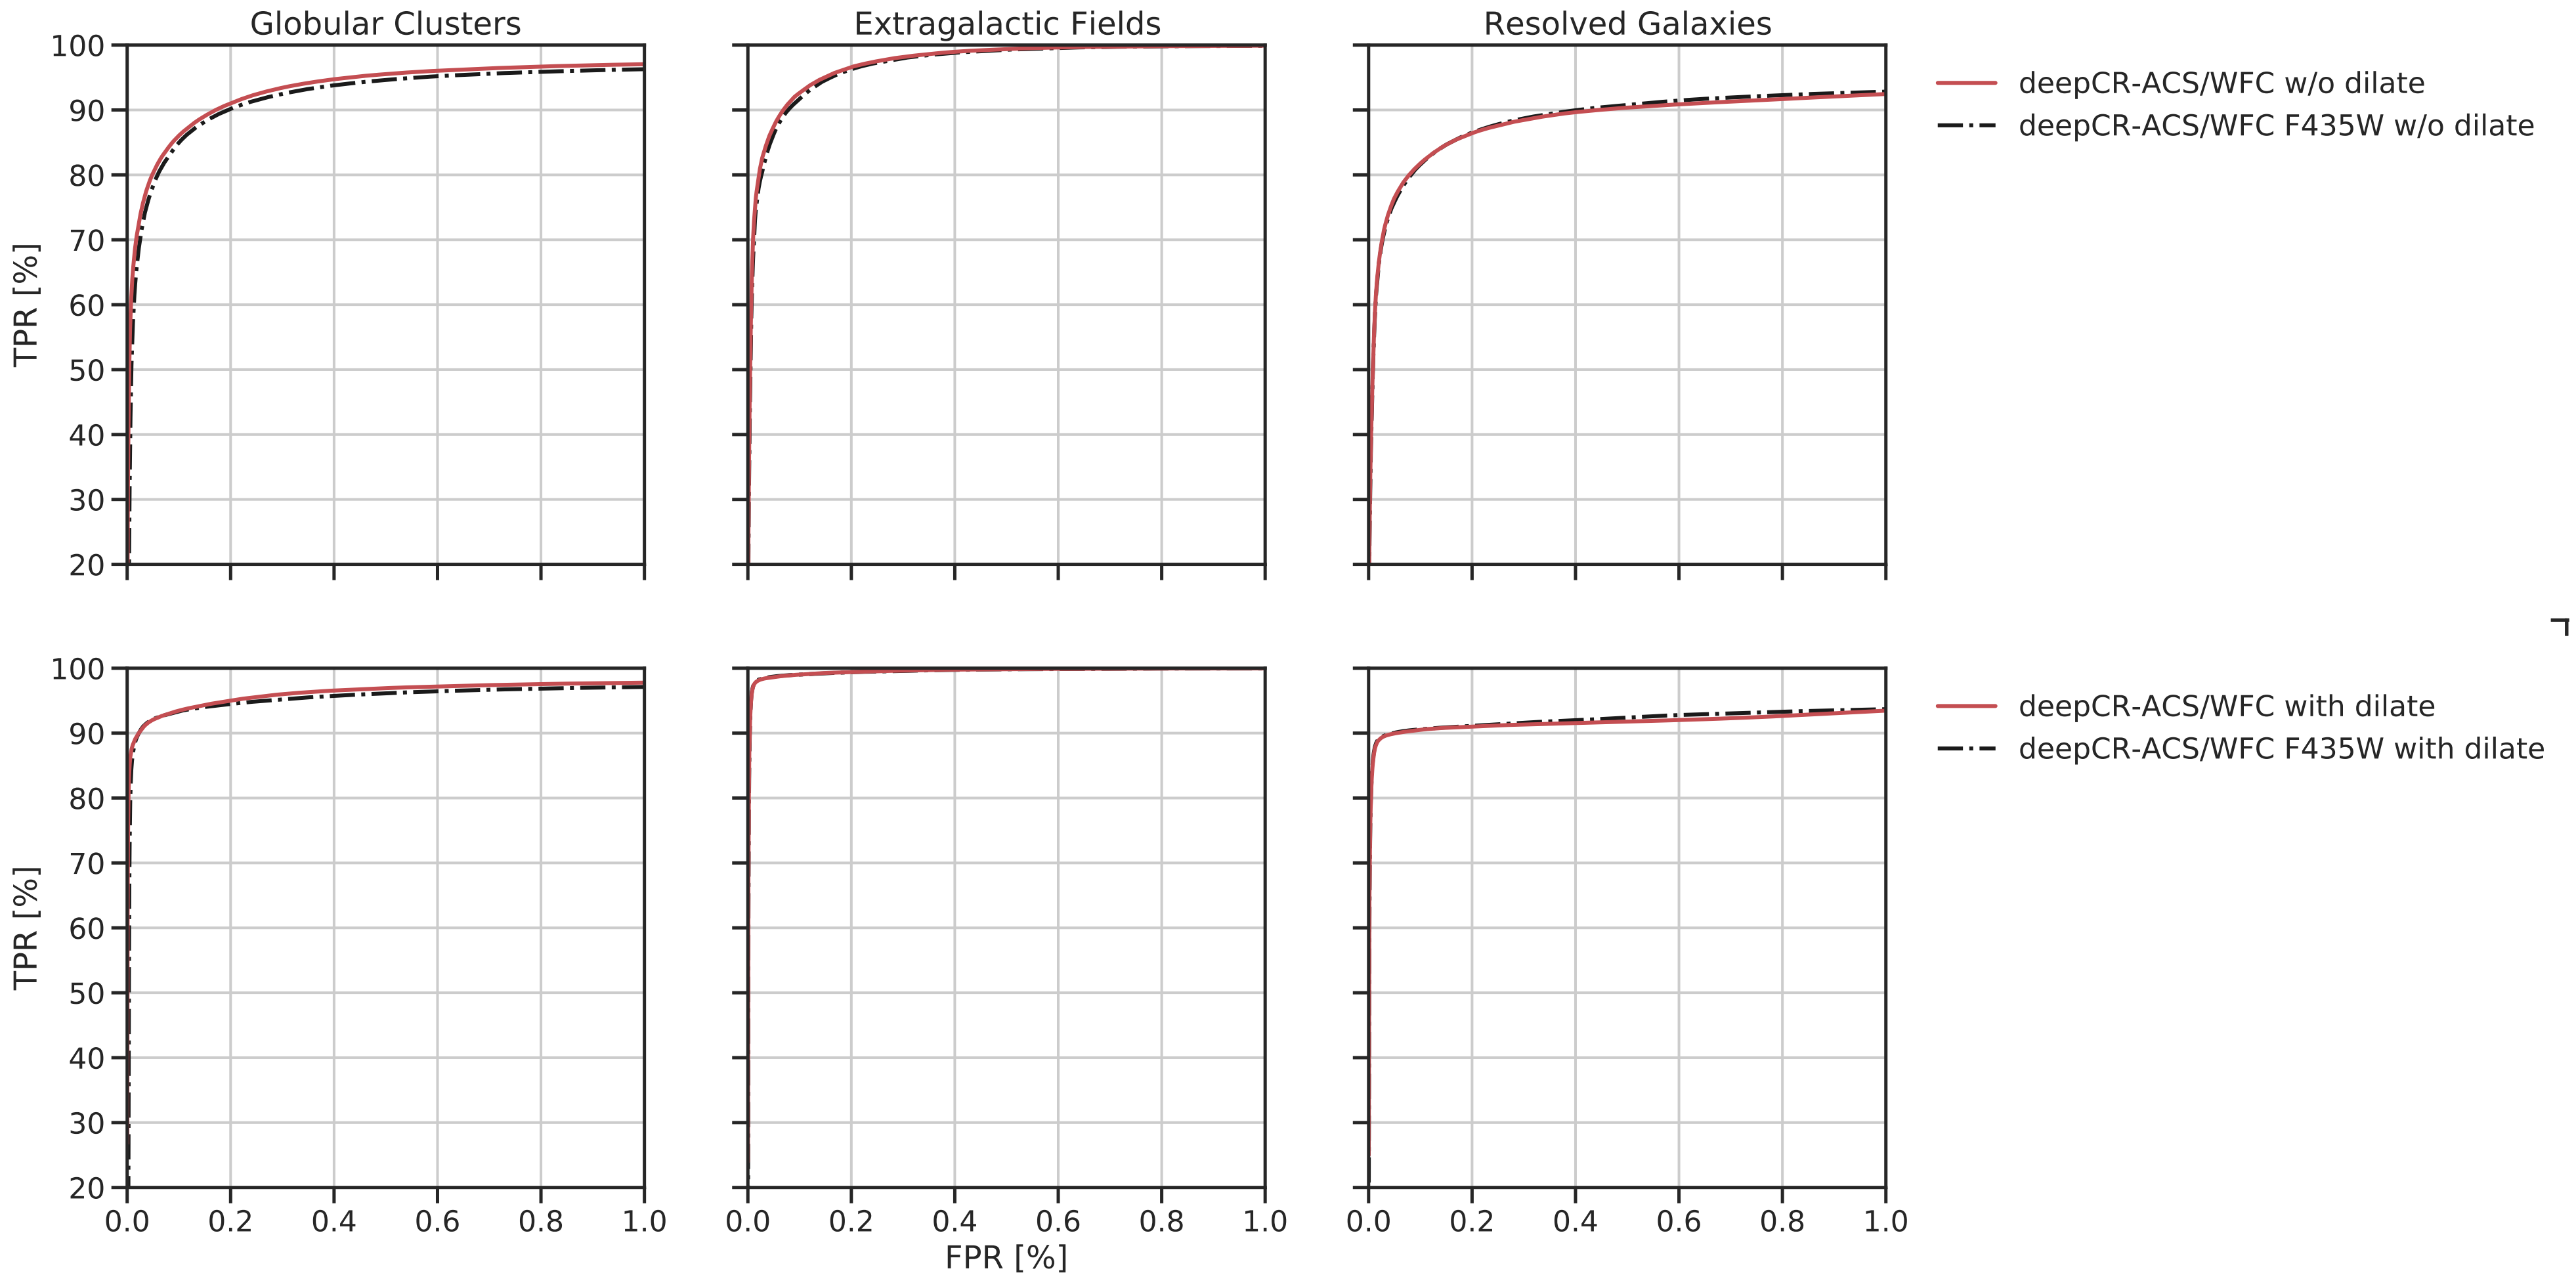 Globular Clusters
Extragalactic Fields
Resolved Galaxies
100
90
80
70
60
50
40
30
20
TPR [%]
deepCR-ACS/WFC w/o dilate
deepCR-ACS/WFC F435W w/o dilate
100
90
80
70
60
50
40
30
20
TPR [%]
deepCR-ACS/WFC with dilate
deepCR-ACS/WFC F435W with dilate
0.0 0.2 0.4 0.6 0.8 1.0
0.0 0.2 0.4 0.6 0.8 1.0
0.0 0.2 0.4 0.6 0.8 1.0
FPR [%]